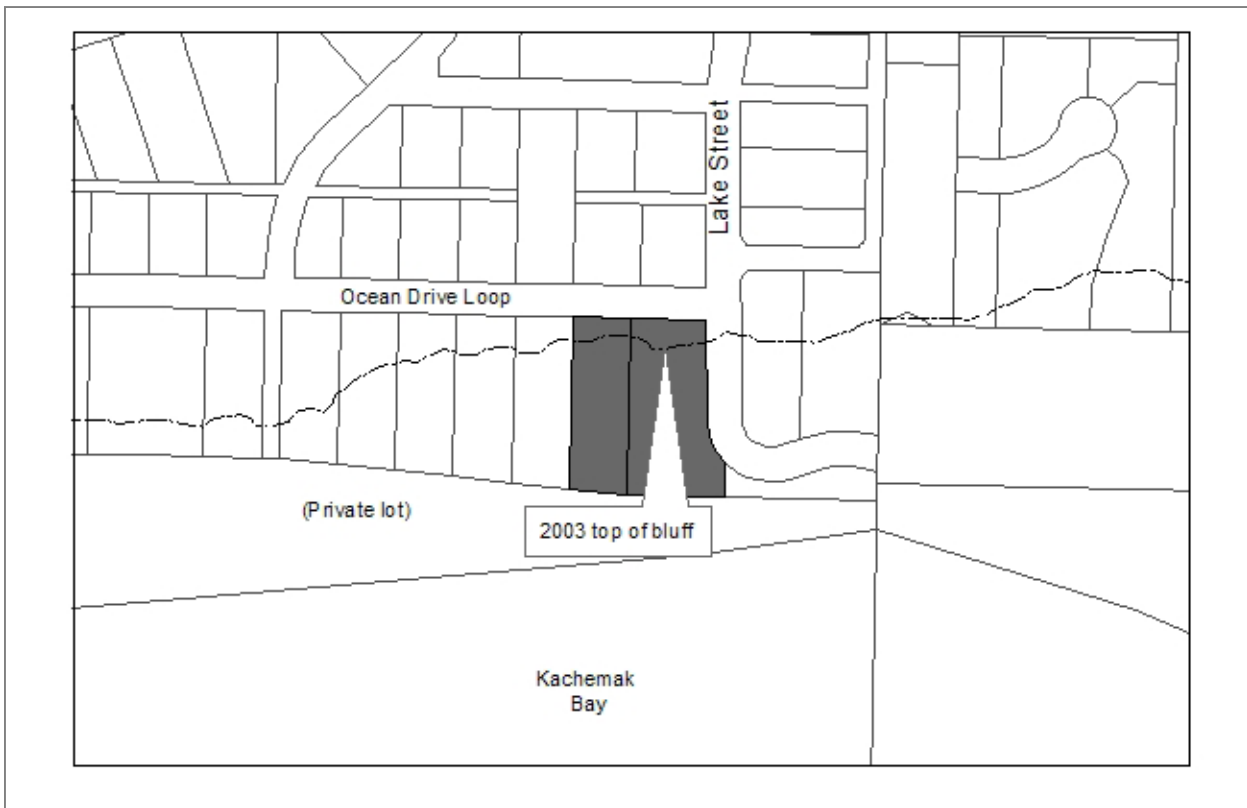 Lake Street
Ocean Drive Loop
(Private lot)
2003 top of bluff
Kachemak
Bay